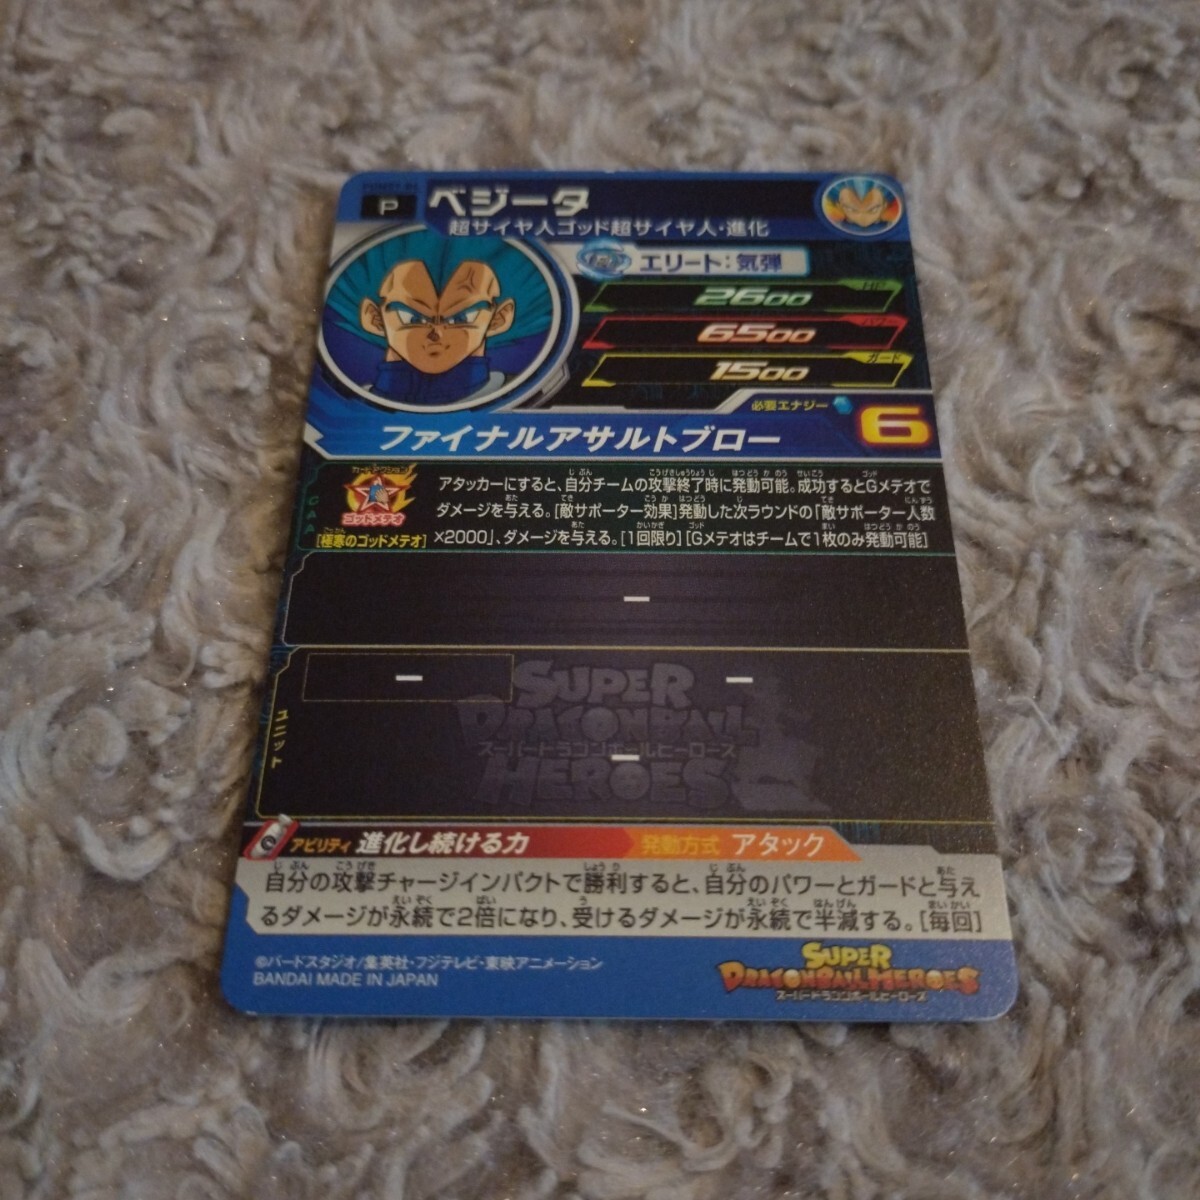 P
ベジータ
超サイヤ人ゴッド超サイヤ人・進化
エリート：気弾
HP
2600
6500
ガード
1500
必要エナジー
6
ファイナルアサルトブロー
CAA
カードアクション
ゴッドメテオ
[極寒のゴッドメテオ]
アタッカーにすると、自分チームの攻撃終了時に発動可能。成功するとGメテオで
ダメージを与える。[敵サポーター効果]発動した次ラウンドの「敵サポーター人数
×2000」、ダメージを与える。[1回限り][Gメテオはチームで1枚のみ発動可能]
ー
ー
ー
ユニット
SUPER
DRAGONBALL
スーパードラゴンボールヒーローズ
HEROES
ー
アビリティ 進化し続ける力
発動方式 アタック
自分の攻撃チャージインパクトで勝利すると、自分のパワーとガードと与え
るダメージが永続で2倍になり、受けるダメージが永続で半減する。[毎回]
©バードスタジオ/集英社・フジテレビ・東映アニメーション
BANDAI MADE IN JAPAN
SUPER
DRAGONBALL HEROES
スーパードラゴンボールヒーローズ